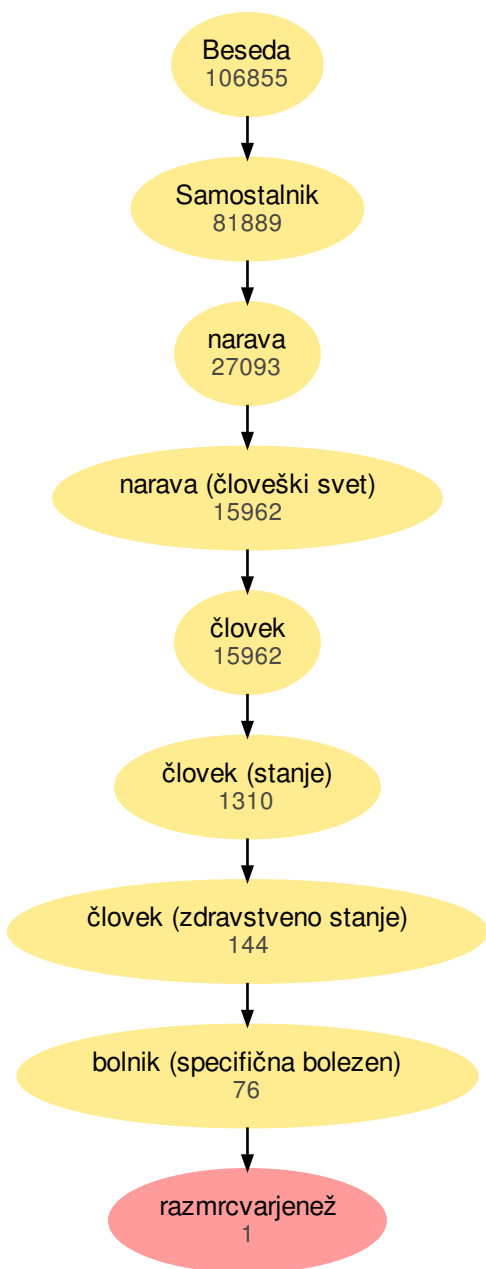 Beseda
106855
Samostalnik
81889
narava
27093
narava (človeški svet)
15962
človek
15962
človek (stanje)
1310
človek (zdravstveno stanje)
144
bolnik (specifična bolezen)
76
razmrcvarjenež
1